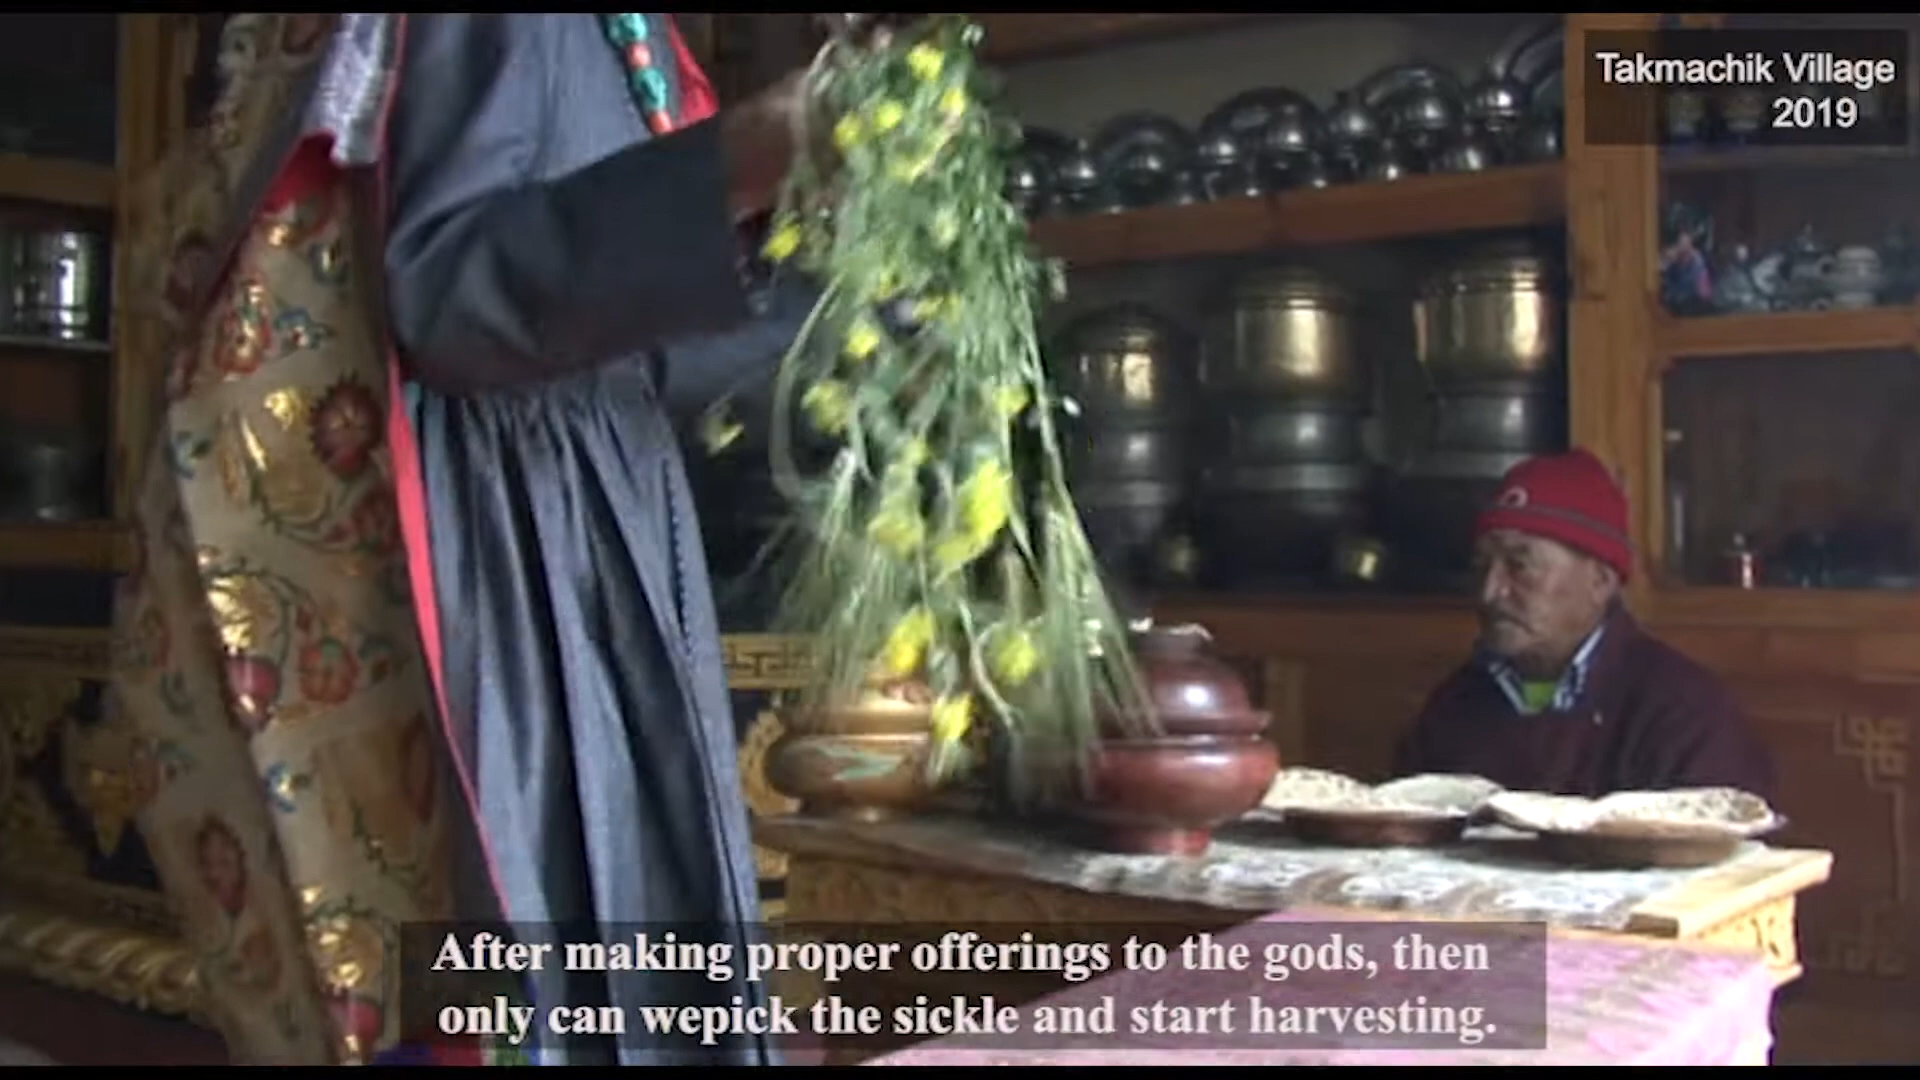 Takmachik Village
2019
After making proper offerings to the gods, then
only can wepick the sickle and start harvesting.